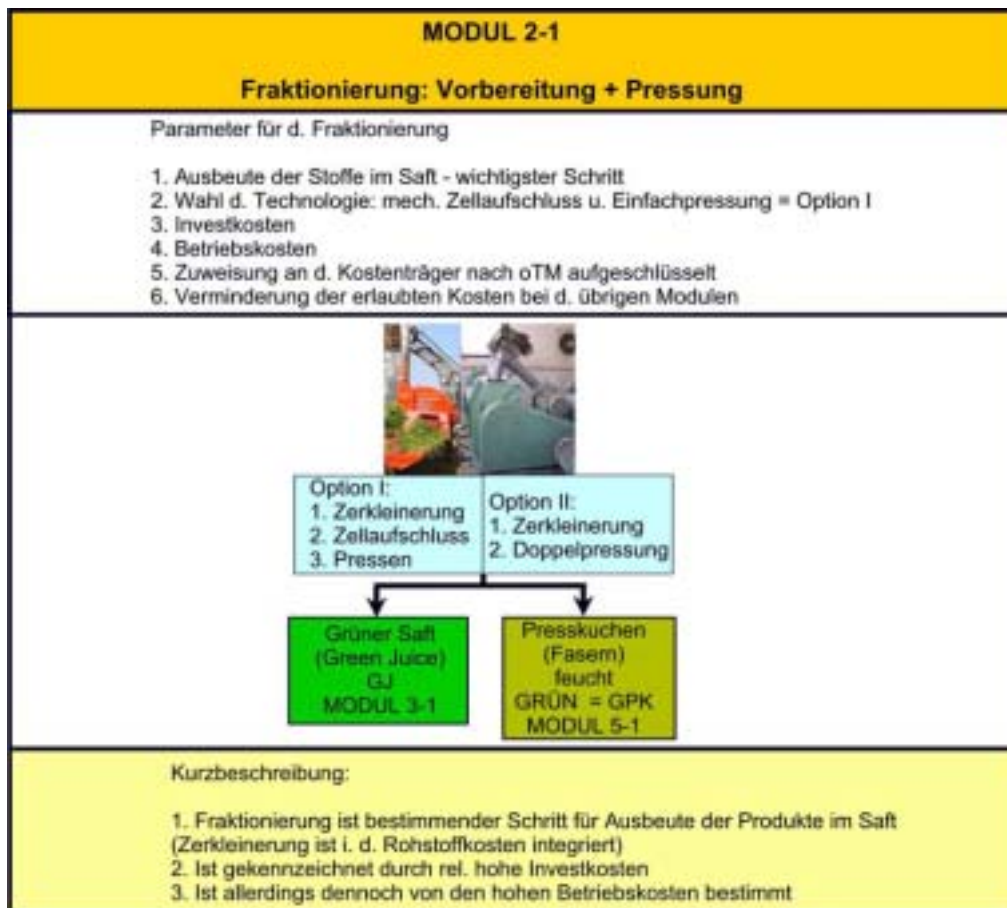 MODUL 2-1
Fraktionierung: Vorbereitung + Pressung
Parameter für d. Fraktionierung
1. Ausbeute der Stoffe im Saft - wichtigster Schritt
2. Wahl d. Technologie: mech. Zellaufschluss u. Einfachpressung = Option I
3. Investkosten
4. Betriebskosten
5. Zuweisung an d. Kostenträger nach oTM aufgeschlüsselt
6. Verminderung der erlaubten Kosten bei d. übrigen Modulen
Option I:
1. Zerkleinerung
2. Zellaufschluss
3. Pressen
Option II:
1. Zerkleinerung
2. Doppelpressung
Grüner Saft
(Green Juice)
GJ
MODUL 3-1
Presskuchen
(Fasern)
feucht
GRÜN = GPK
MODUL 5-1
Kurzbeschreibung:
1. Fraktionierung ist bestimmender Schritt für Ausbeute der Produkte im Saft
(Zerkleinerung ist i. d. Rohstoffkosten integriert)
2. Ist gekennzeichnet durch rel. hohe Investkosten
3. Ist allerdings dennoch von den hohen Betriebskosten bestimmt